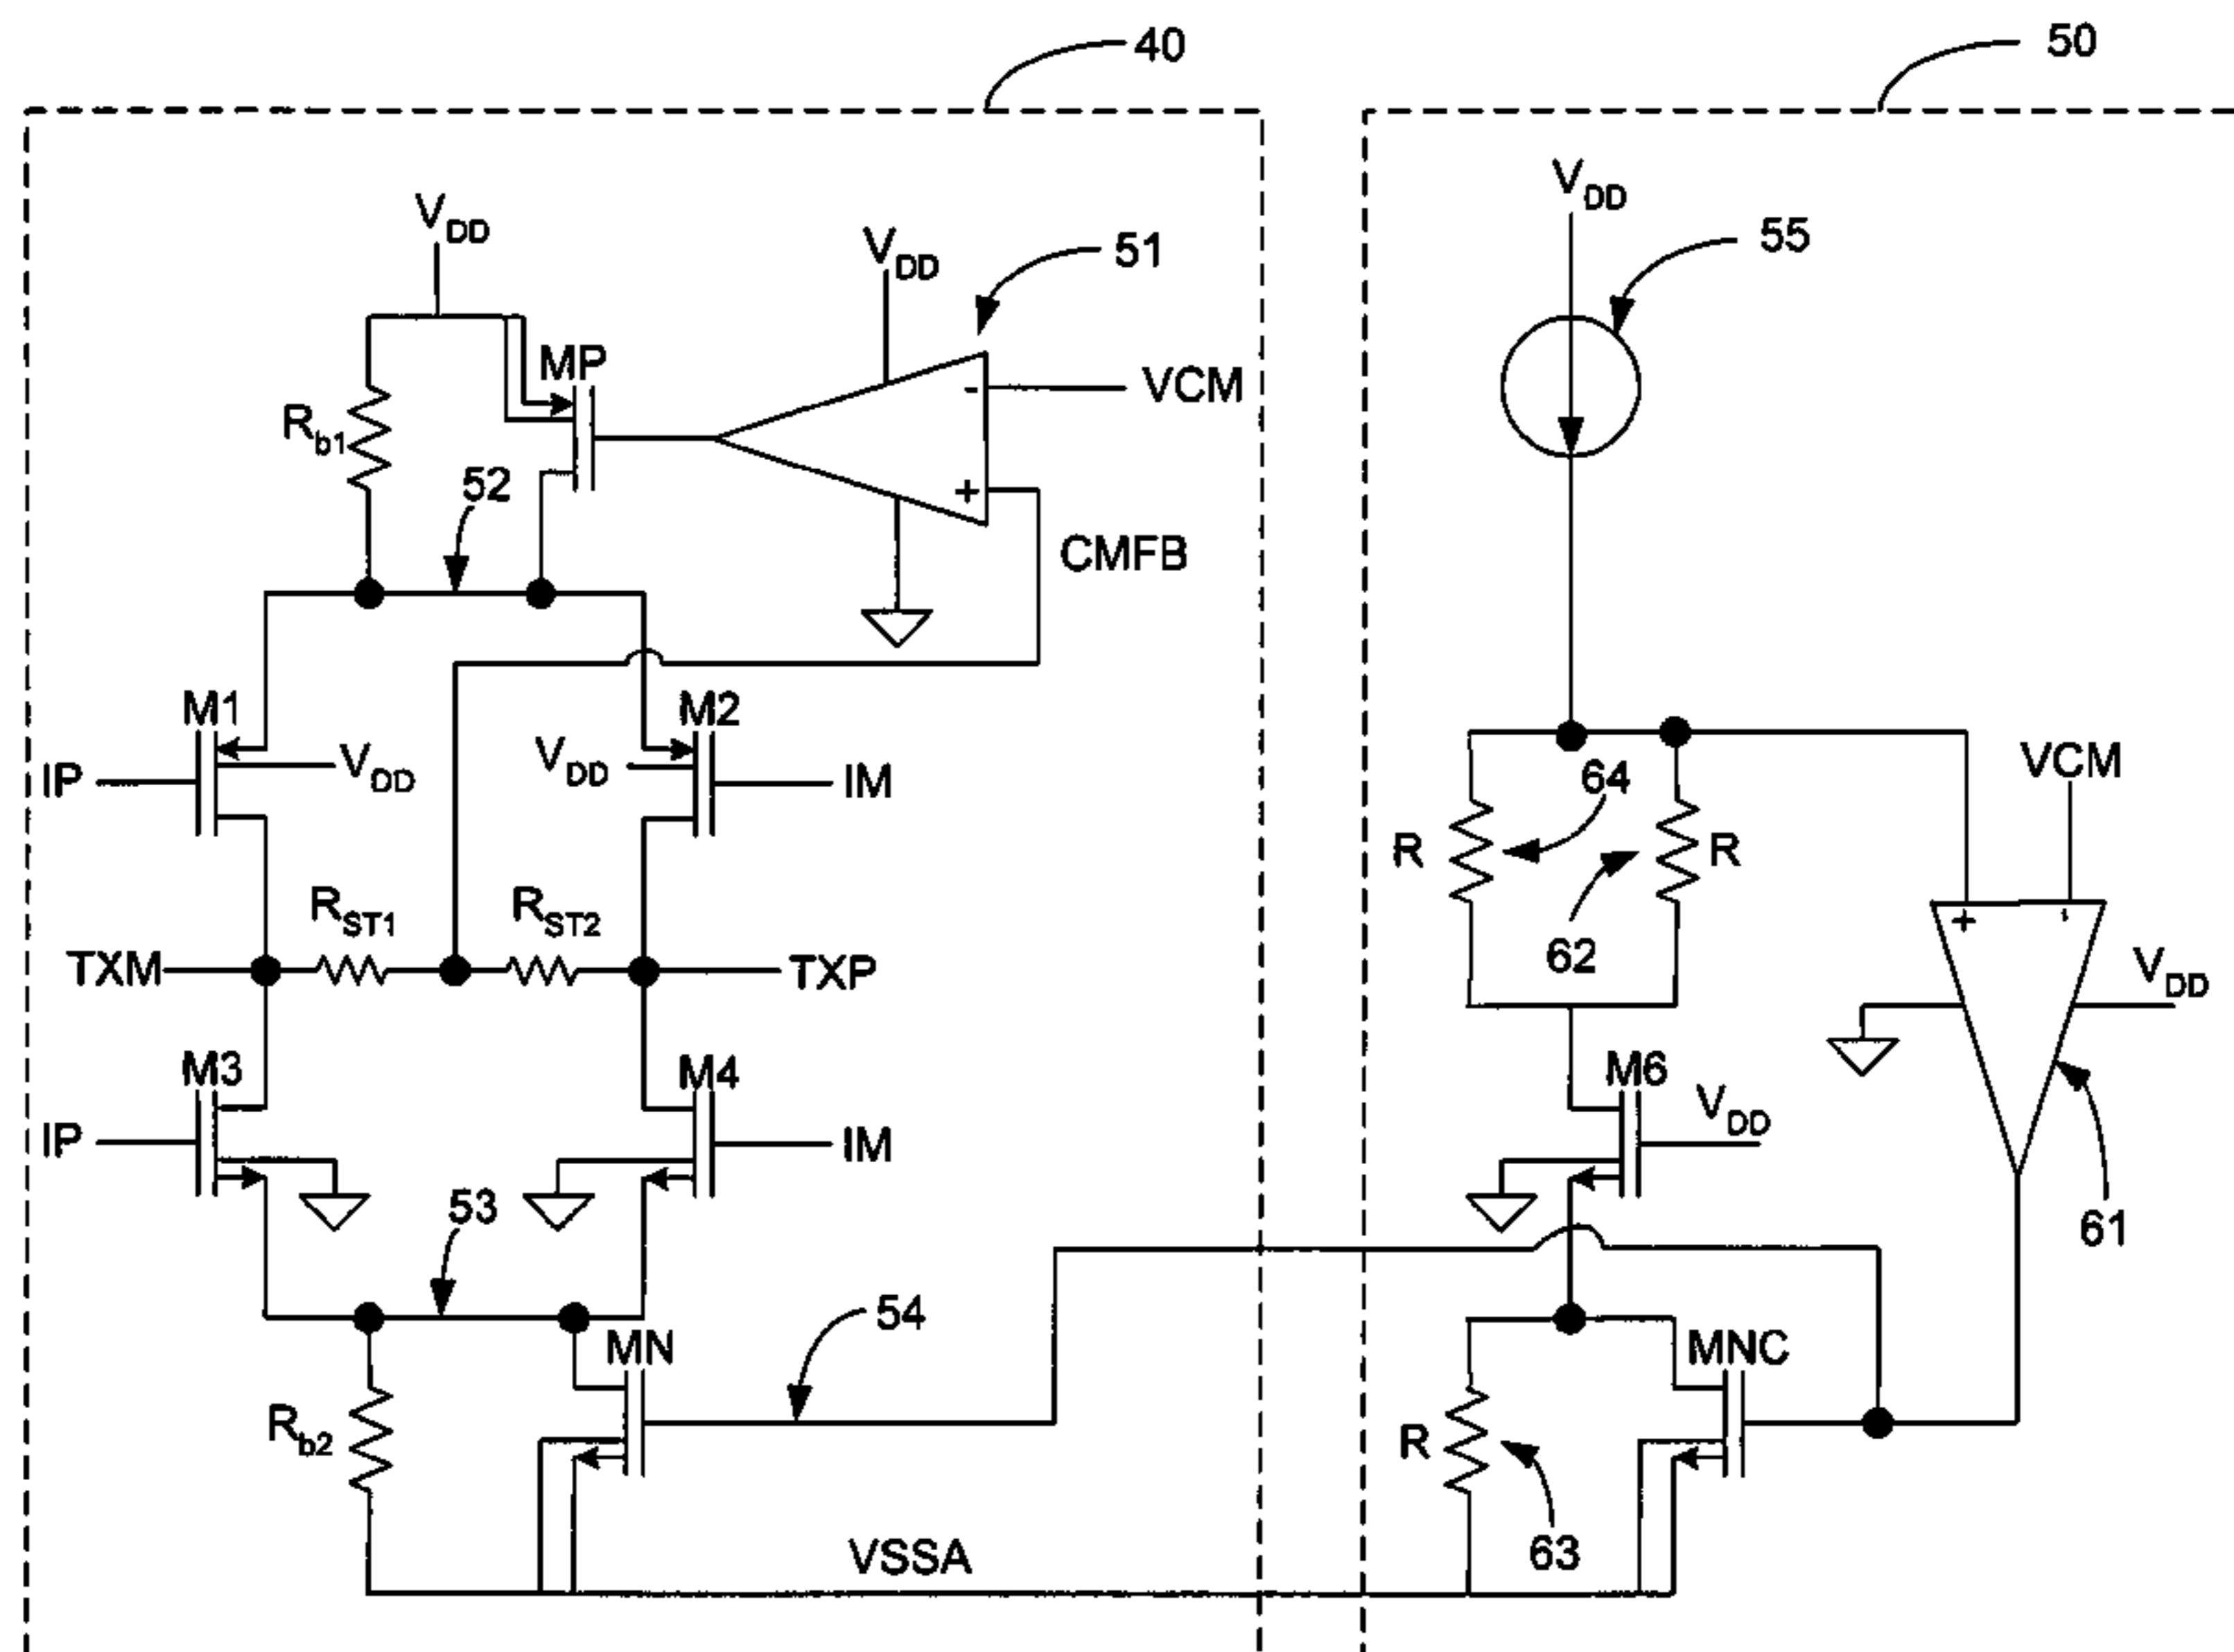 40
50
VDD
VDD
VDD
51
55
MP
VCM
Rb1
52
CMFB
-
+
M1
M2
IP
VDD
VDD
IM
64
VCM
R
R
RST1
RST2
62
+
-
TXM
TXP
VDD
M3
M4
M6
VDD
IP
IM
53
61
54
MN
MNC
Rb2
R
VSSA
63